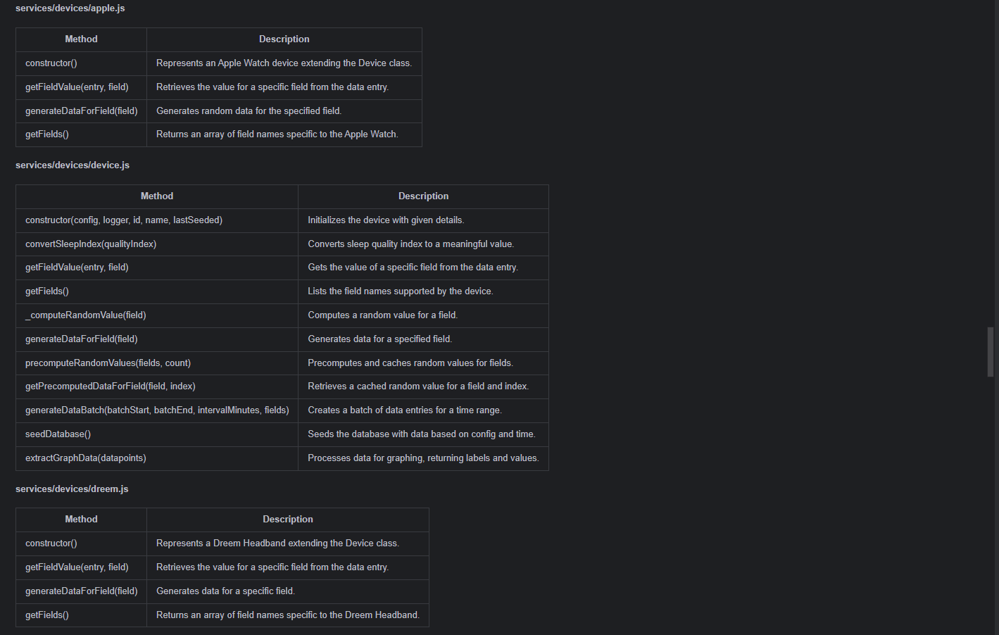 services/devices/apple.js
Method Description
constructor() Represents an Apple Watch device extending the Device class.
getFieldValue(entry, field) Retrieves the value for a specific field from the data entry.
generateDataForField(field) Generates random data for the specified field.
getFields() Returns an array of field names specific to the Apple Watch.
services/devices/device.js
Method Description
constructor(config, logger, id, name, lastSeeded) Initializes the device with given details.
convertSleepIndex(qualityIndex) Converts sleep quality index to a meaningful value.
getFieldValue(entry, field) Gets the value of a specific field from the data entry.
getFields() Lists the field names supported by the device.
_computeRandomValue(field) Computes a random value for a field.
generateDataForField(field) Generates data for a specified field.
precomputeRandomValues(fields, count) Precomputes and caches random values for fields.
getPrecomputedDataForField(field, index) Retrieves a cached random value for a field and index.
generateDataBatch(batchStart, batchEnd, intervalMinutes, fields) Creates a batch of data entries for a time range.
seedDatabase() Seeds the database with data based on config and time.
extractGraphData(datapoints) Processes data for graphing, returning labels and values.
services/devices/dreem.js
Method Description
constructor() Represents a Dreem Headband extending the Device class.
getFieldValue(entry, field) Retrieves the value for a specific field from the data entry.
generateDataForField(field) Generates data for a specific field.
getFields() Returns an array of field names specific to the Dreem Headband.